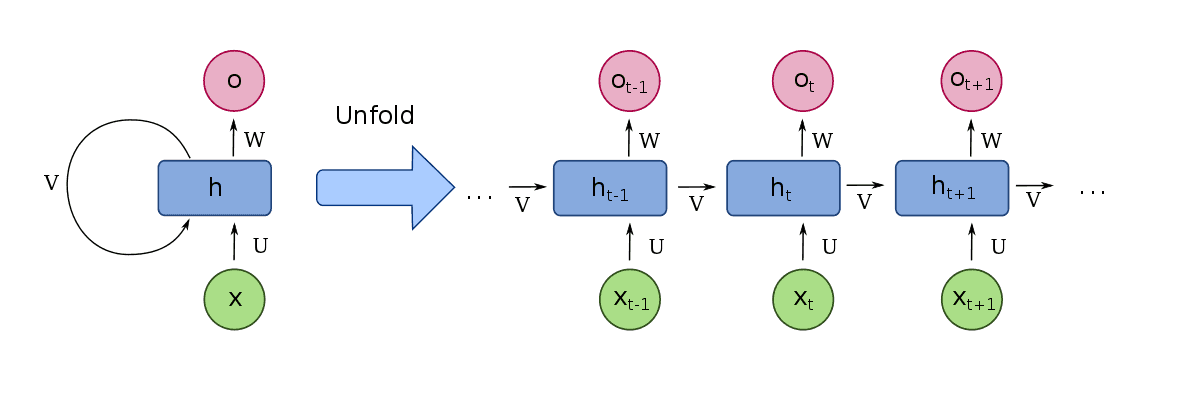 o
W
V
h
U
x
Unfold
...
V
o_{t-1}
W
h_{t-1}
V
U
x_{t-1}
o_t
W
h_t
V
U
x_t
o_{t+1}
W
h_{t+1}
V
U
x_{t+1}
...